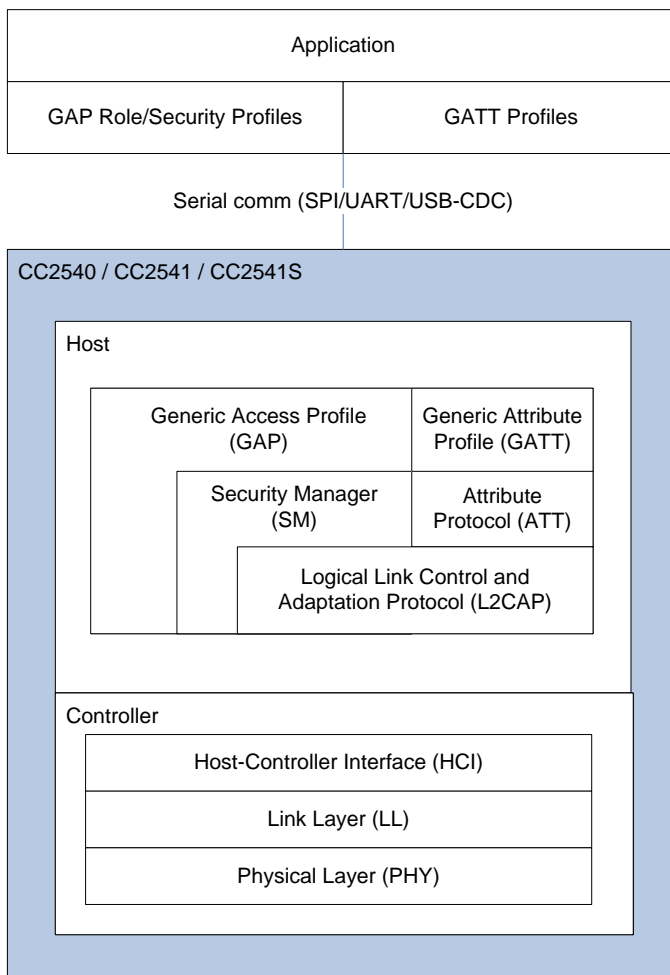 Application
GAP Role/Security Profiles
GATT Profiles
Serial comm (SPI/UART/USB-CDC)
CC2540 / CC2541 / CC2541S
Host
Generic Access Profile
(GAP)
Generic Attribute
Profile (GATT)
Security Manager
(SM)
Attribute
Protocol (ATT)
Logical Link Control and
Adaptation Protocol (L2CAP)
Controller
Host-Controller Interface (HCI)
Link Layer (LL)
Physical Layer (PHY)